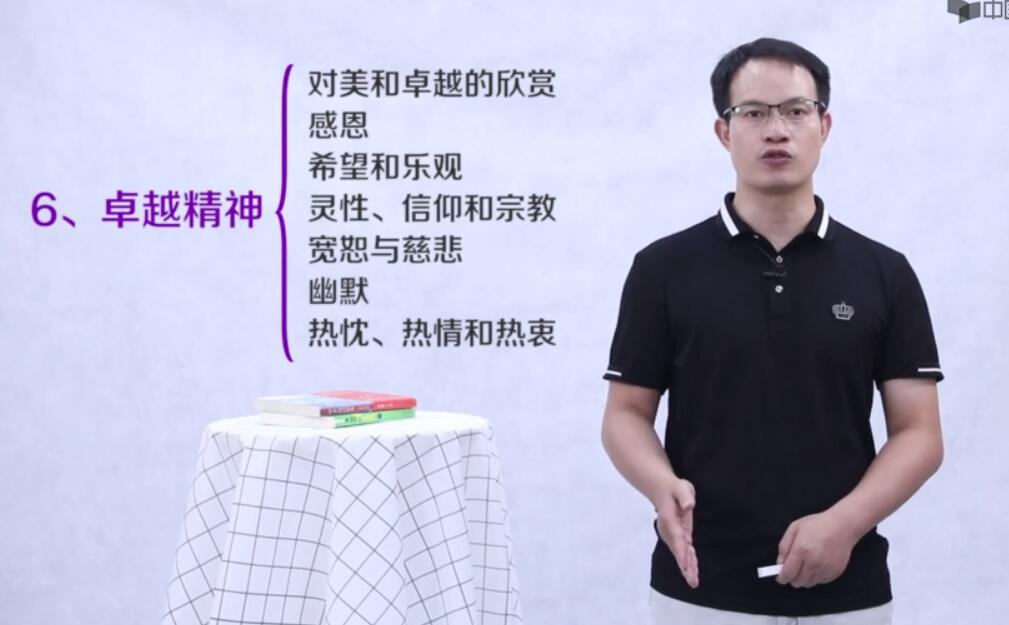 中
6、卓越精神
对美和卓越的欣赏
感恩
希望和乐观
灵性、信仰和宗教
宽恕与慈悲
幽默
热忱、热情和热衷